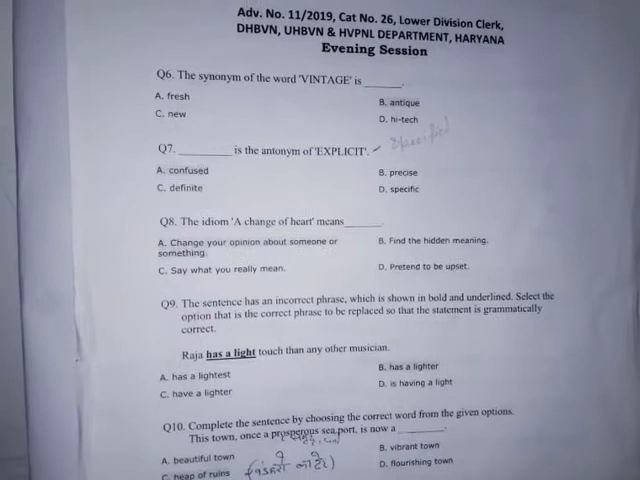 Adv. No. 11/2019, Cat No. 26, Lower Division Clerk,
DHBVN, UHBVN & HVPNL DEPARTMENT, HARYANA
Evening Session
Q6. The synonym of the word 'VINTAGE' is ______.
A. fresh
B. antique
C. new
D. hi-tech
Q7. ________ is the antonym of 'EXPLICIT'.
specified
A. confused
B. precise
C. definite
D. specific
Q8. The idiom 'A change of heart' means______
A. Change your opinion about someone or
something.
B. Find the hidden meaning.
C. Say what you really mean.
D. Pretend to be upset.
Q9. The sentence has an incorrect phrase, which is shown in bold and underlined. Select the
option that is the correct phrase to be replaced so that the statement is grammatically
correct.
Raja has a light touch than any other musician.
A. has a lightest
B. has a lighter
C. have a lighter
D. is having a light
Q10. Complete the sentence by choosing the correct word from the given options.
This town, once a prosperous sea port, is now a ________.
A. beautiful town
B. vibrant town
C. heap of ruins
D. flourishing town